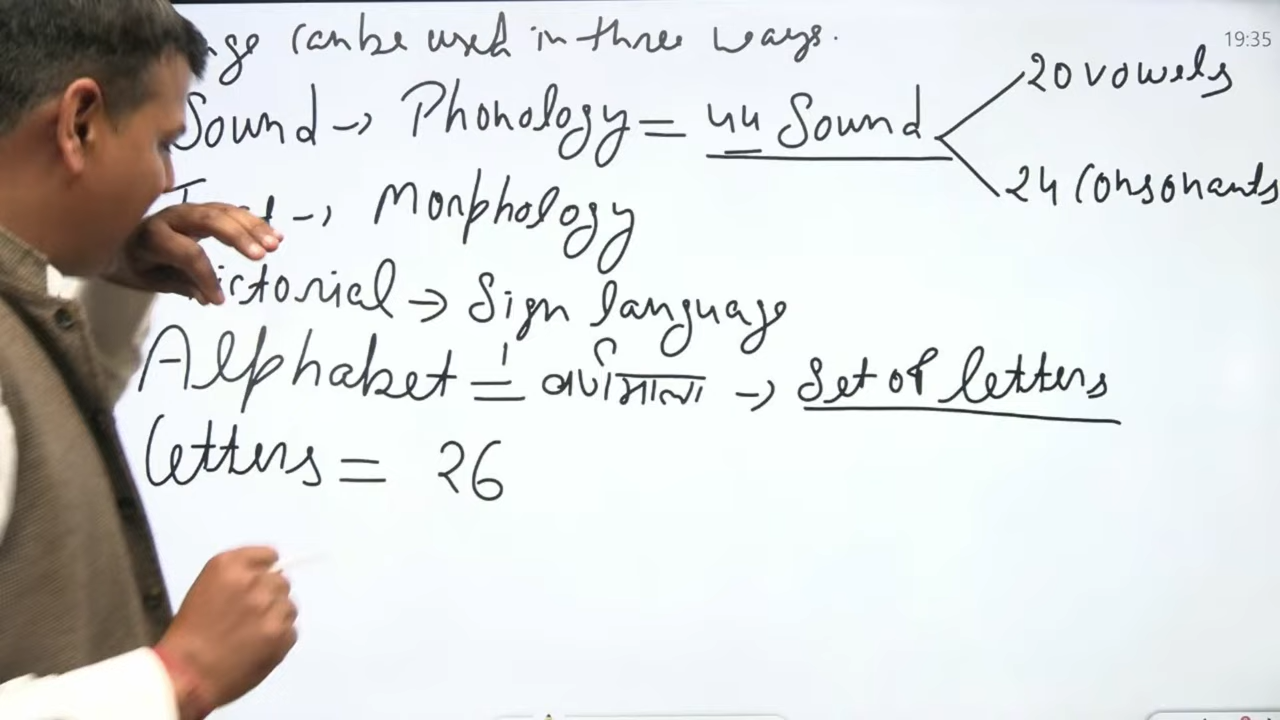 can be used in three ways.
19:35
20 vowels
Sound → Phonology = 44 Sound
24 Consonants
→ Morphology
→ Sign language
Alphabet = वर्णमाला → Set of letters
Letters = 26